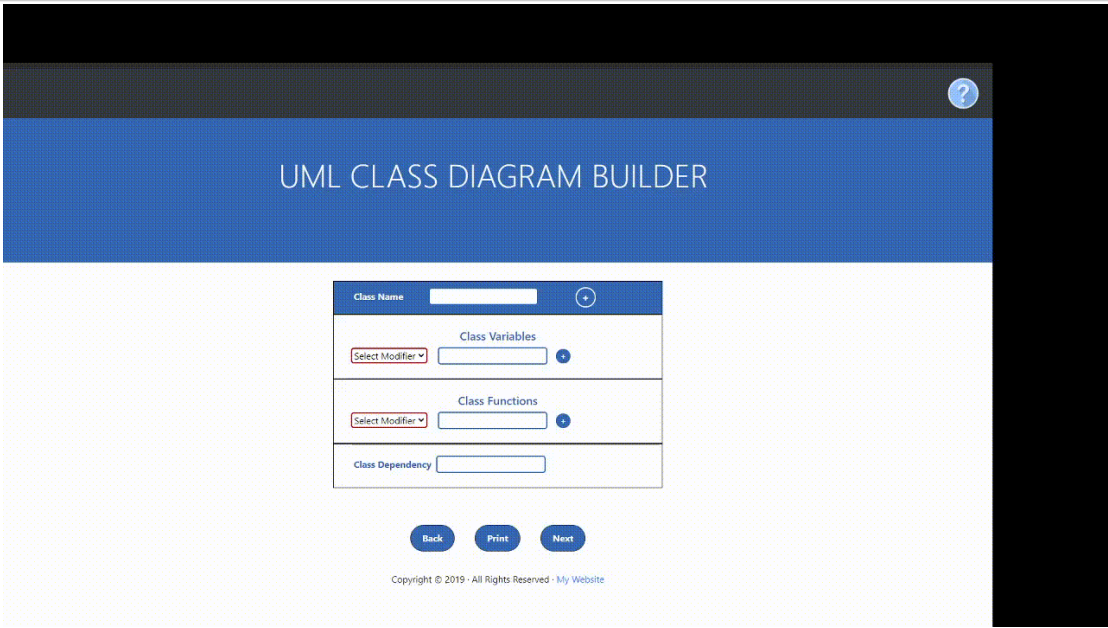 ?
UML CLASS DIAGRAM BUILDER
Class Name +
Class Variables
Select Modifier +
Class Functions
Select Modifier +
Class Dependency
Back Print Next
Copyright © 2019 · All Rights Reserved · My Website